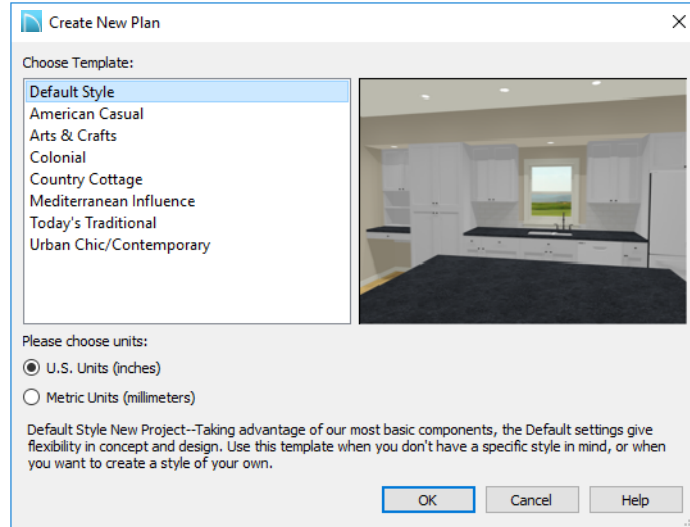 Create New Plan
Choose Template:
Default Style
American Casual
Arts & Crafts
Colonial
Country Cottage
Mediterranean Influence
Today's Traditional
Urban Chic/Contemporary
Please choose units:
U.S. Units (inches)
Metric Units (millimeters)
Default Style New Project--Taking advantage of our most basic components, the Default settings give
flexibility in concept and design. Use this template when you don't have a specific style in mind, or when
you want to create a style of your own.
OK Cancel Help